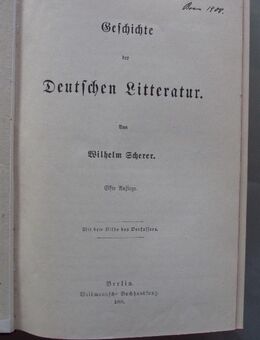 Geschichte
der
Deutschen Litteratur.
Von
Wilhelm Scherer.
Elfte Auflage.
Mit dem Bilde des Verfassers.
Berlin.
Weidmannsche Buchhandlung.